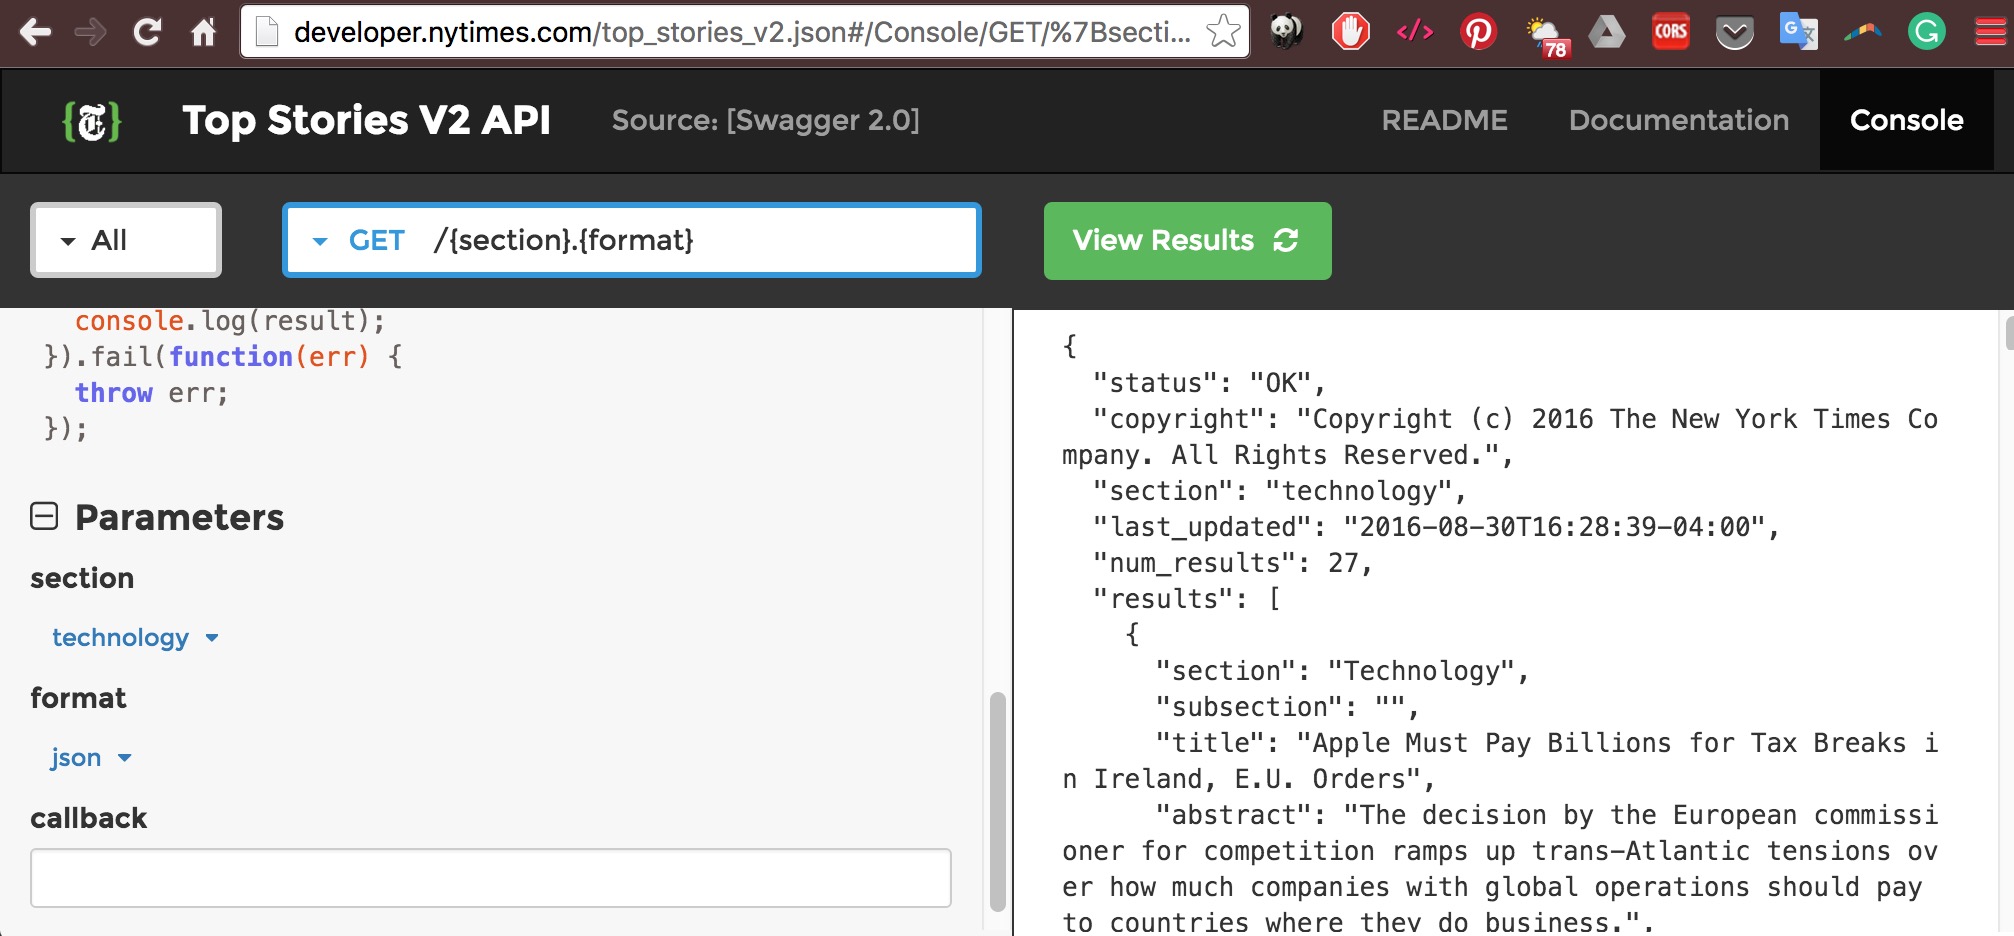 developer.nytimes.com/top_stories_v2.json#/Console/GET/%7Bsecti...
</>
78
CORS
G
Top Stories V2 API
Source: [Swagger 2.0]
README
Documentation
Console
All
GET /{section}.{format}
View Results
console.log(result);
}).fail(function(err) {
throw err;
});
Parameters
section
technology
format
json
callback
{
"status": "OK",
"copyright": "Copyright (c) 2016 The New York Times Co
mpany. All Rights Reserved.",
"section": "technology",
"last_updated": "2016-08-30T16:28:39-04:00",
"num_results": 27,
"results": [
{
"section": "Technology",
"subsection": "",
"title": "Apple Must Pay Billions for Tax Breaks i
n Ireland, E.U. Orders",
"abstract": "The decision by the European commissi
oner for competition ramps up trans-Atlantic tensions ov
er how much companies with global operations should pay
to countries where they do business.",